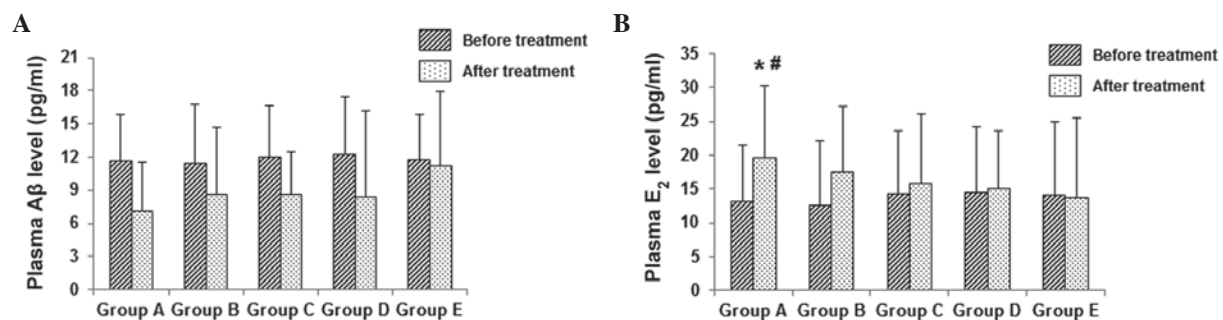 A
Plasma Aβ level (pg/ml)
21
18
15
12
9
6
3
0
Before treatment
After treatment
Group A Group B Group C Group D Group E
B
Plasma E₂ level (pg/ml)
35
30
25
20
15
10
5
0
* #
Before treatment
After treatment
Group A Group B Group C Group D Group E